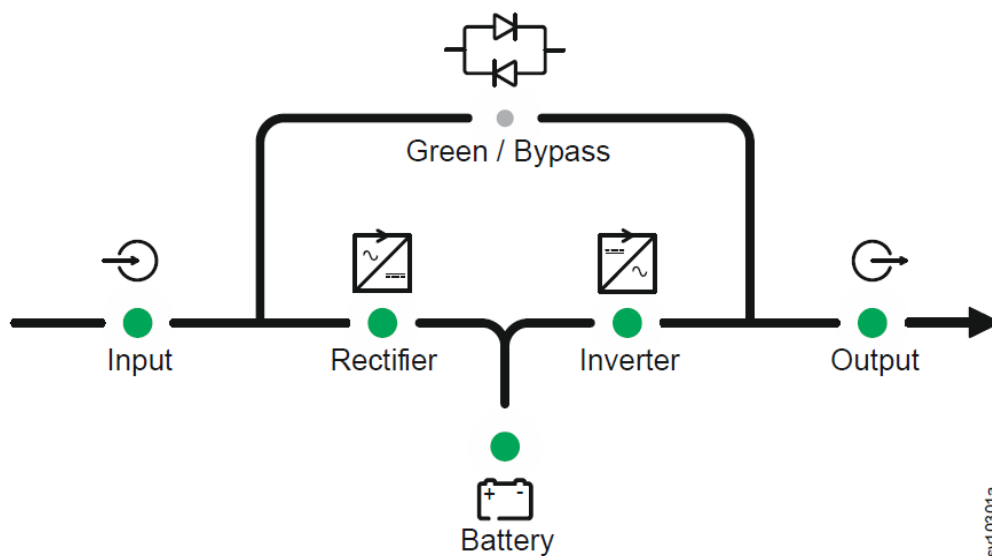 Green / Bypass
Input
Rectifier
Inverter
Output
+ -
Battery